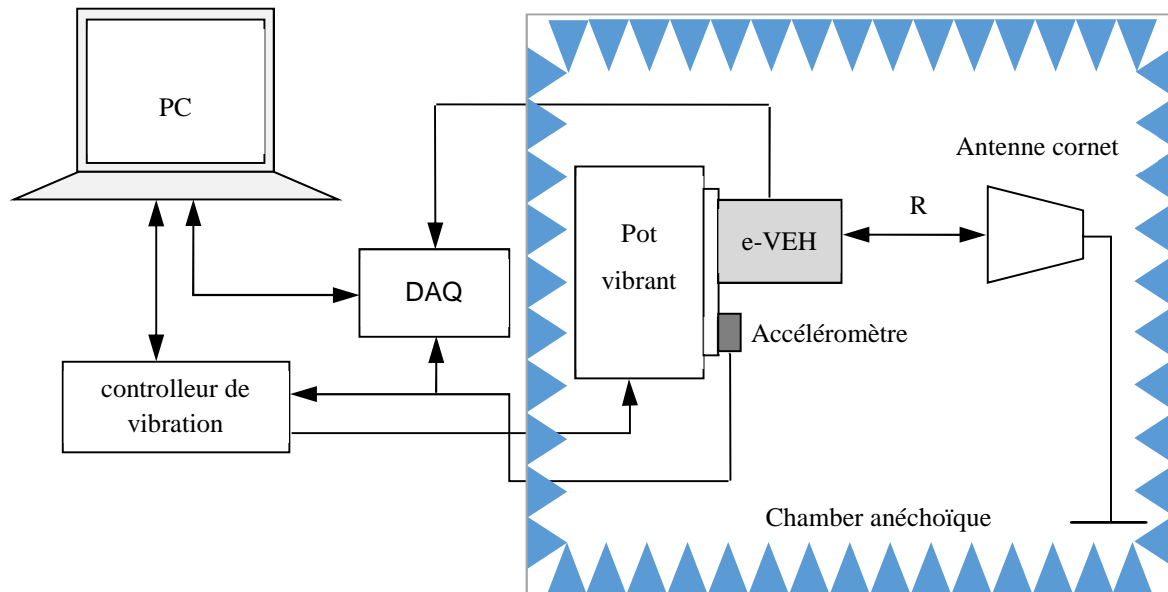 PC
Antenne cornet
R
Pot
vibrant
e-VEH
DAQ
Accéléromètre
controlleur de
vibration
Chamber anéchoïque